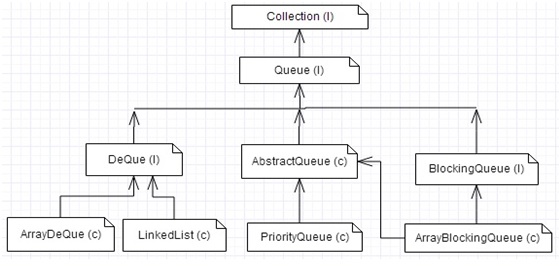 Collection (I)
Queue (I)
DeQue (I)
AbstractQueue (c)
BlockingQueue (I)
ArrayDeQue (c)
LinkedList (c)
PriorityQueue (c)
ArrayBlockingQueue (c)